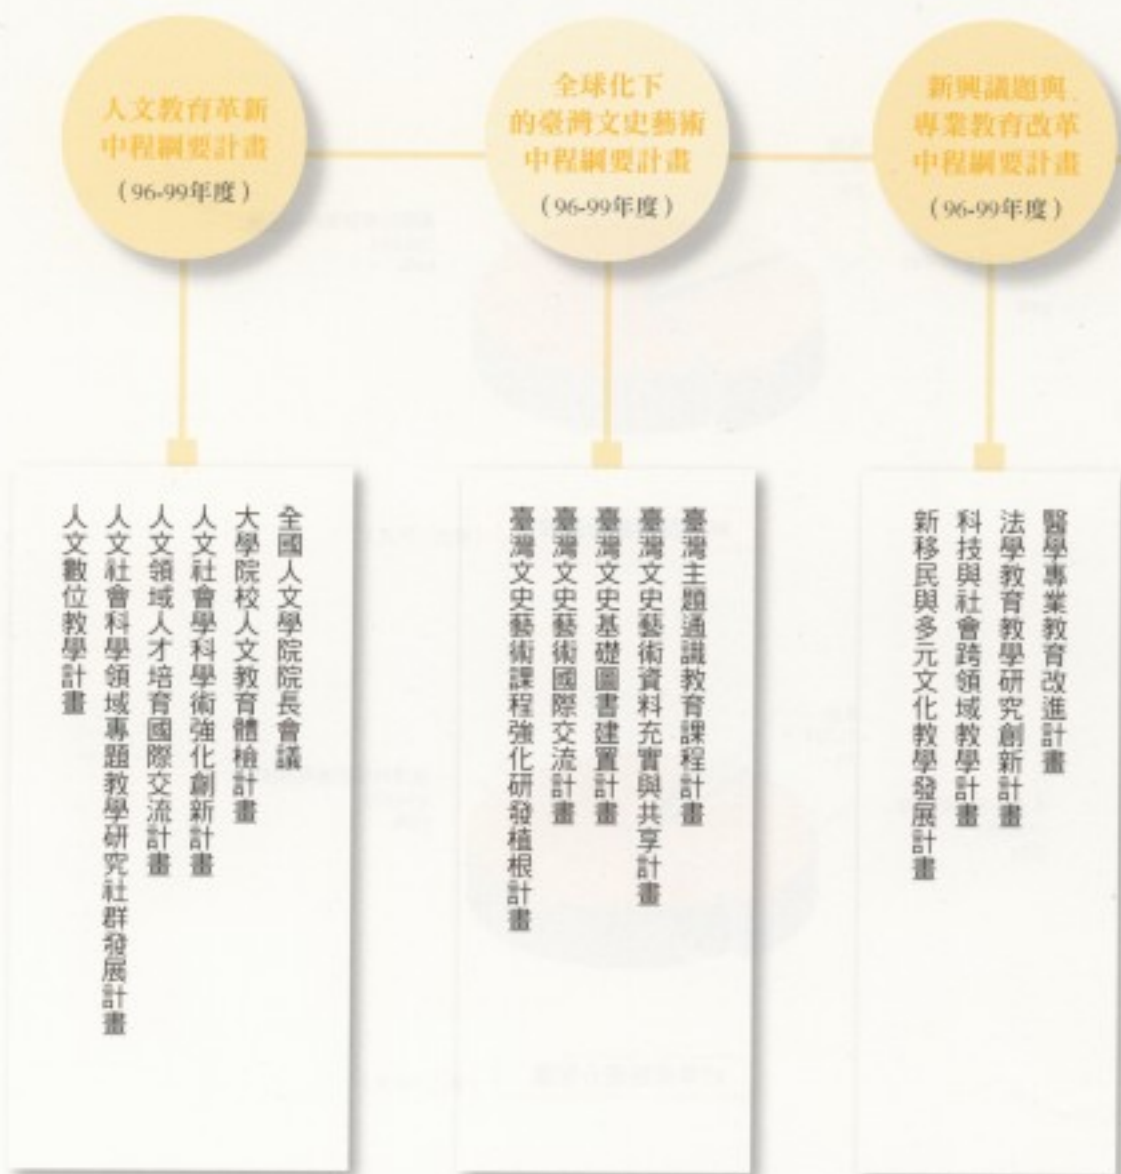 人文教育革新
中程綱要計畫
（96-99年度）
全國人文學院院長會議
大學院校人文教育體檢計畫
人文社會學科學術強化創新計畫
人文領域人才培育國際交流計畫
人文社會科學領域專題教學研究社群發展計畫
人文數位教學計畫
全球化下
的臺灣文史藝術
中程綱要計畫
（96-99年度）
臺灣主題通識教育課程計畫
臺灣文史藝術資料充實與共享計畫
臺灣文史基礎圖書建置計畫
臺灣文史藝術國際交流計畫
臺灣文史藝術課程強化研發植根計畫
新興議題與
專業教育改革
中程綱要計畫
（96-99年度）
醫學專業教育改進計畫
法學教育教學研究創新計畫
科技與社會跨領域教學計畫
新移民與多元文化教學發展計畫